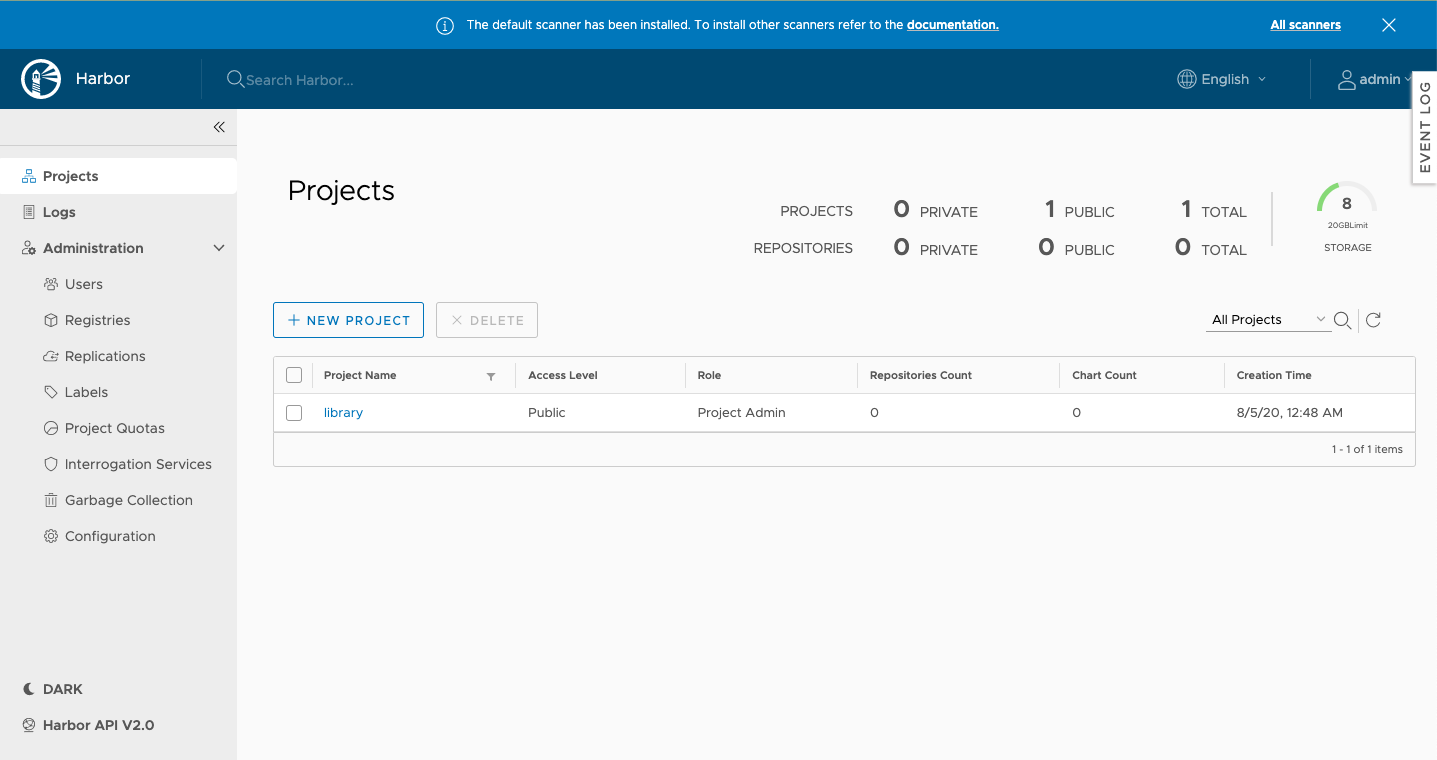 The default scanner has been installed. To install other scanners refer to the documentation.
All scanners
Harbor
Search Harbor...
English
admin
EVENT LOG
Projects
Logs
Administration
Users
Registries
Replications
Labels
Project Quotas
Interrogation Services
Garbage Collection
Configuration
DARK
Harbor API V2.0
Projects
PROJECTS 0 PRIVATE 1 PUBLIC 1 TOTAL
REPOSITORIES 0 PRIVATE 0 PUBLIC 0 TOTAL
8
20GBLimit
STORAGE
NEW PROJECT
DELETE
All Projects
Project Name Access Level Role Repositories Count Chart Count Creation Time
library Public Project Admin 0 0 8/5/20, 12:48 AM
1 - 1 of 1 items